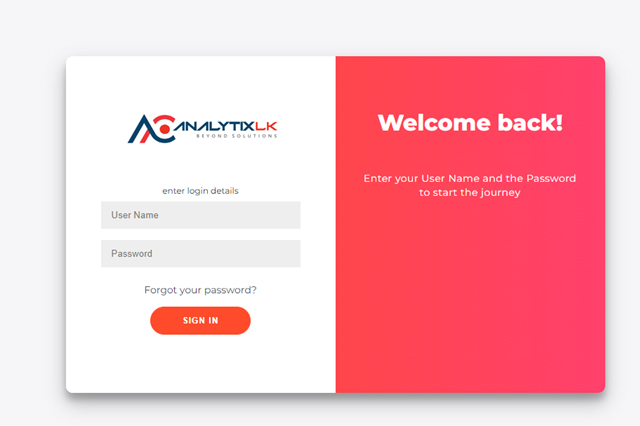 ANALYTIXLK
BEYOND SOLUTIONS
enter login details
User Name
Password
Forgot your password?
SIGN IN
Welcome back!
Enter your User Name and the Password
to start the journey